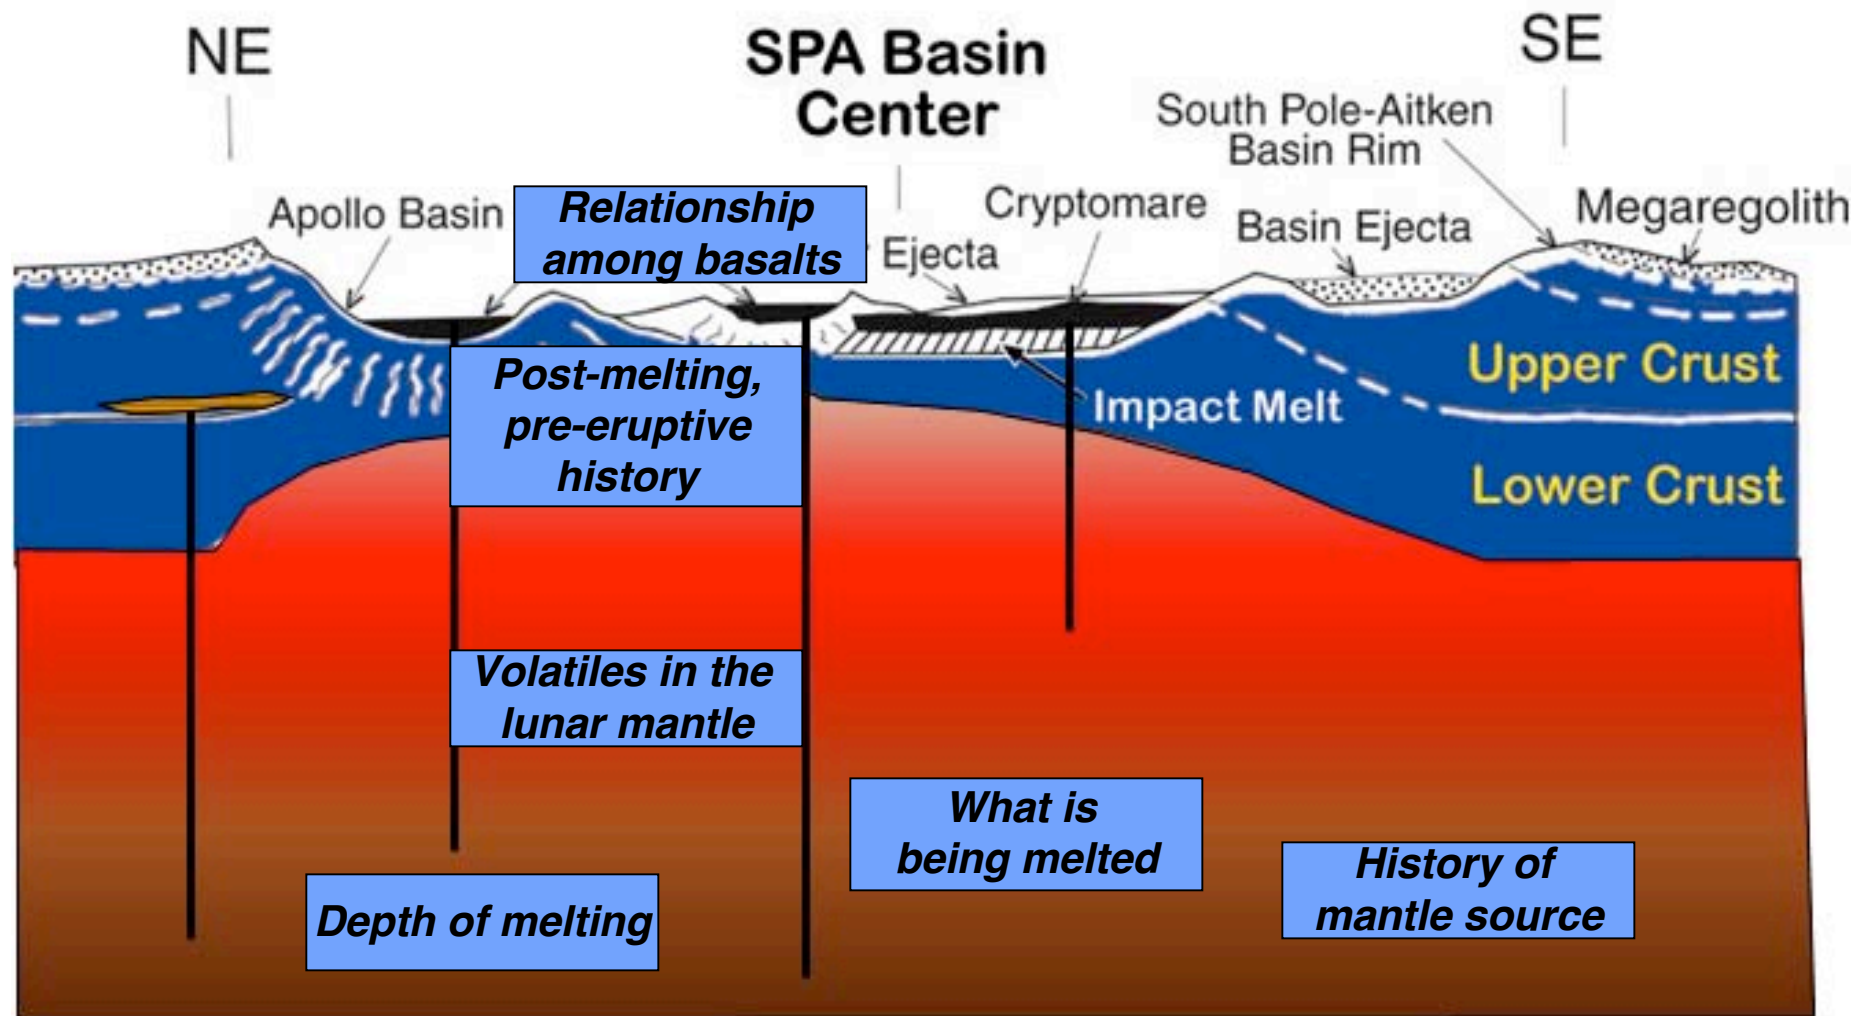 NE
SPA Basin
Center
SE
South Pole-Aitken
Basin Rim
Apollo Basin
Relationship
among basalts
Ejecta
Cryptomare
Basin Ejecta
Megaregolith
Post-melting,
pre-eruptive
history
Impact Melt
Upper Crust
Lower Crust
Volatiles in the
lunar mantle
What is
being melted
History of
mantle source
Depth of melting